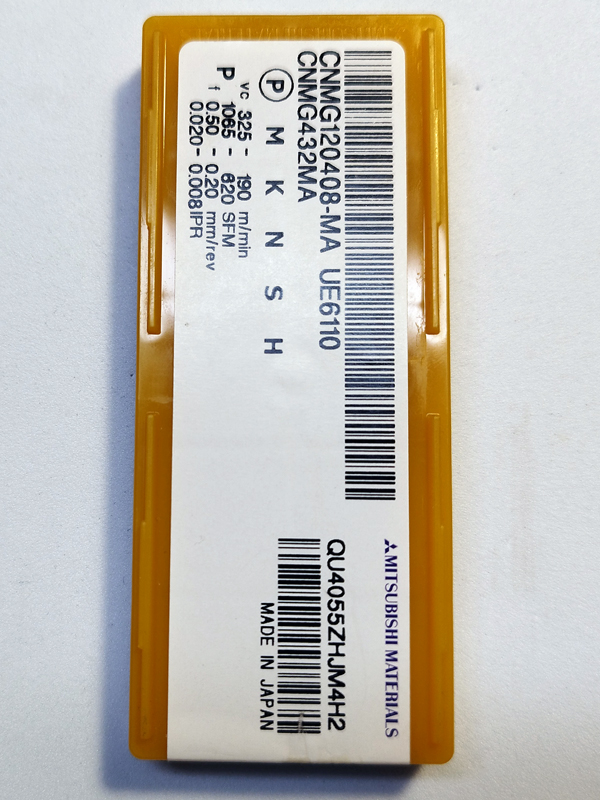 MITSUBISHI MATERIALS
CNMG120408-MA UE6110
CNMG432MA
P M K N S H
vc 325 - 190 m/min
P 1065 - 620 SFM
f 0.50 - 0.20 mm/rev
0.020- 0.008IPR
QU4055ZHJM4H2
MADE IN JAPAN